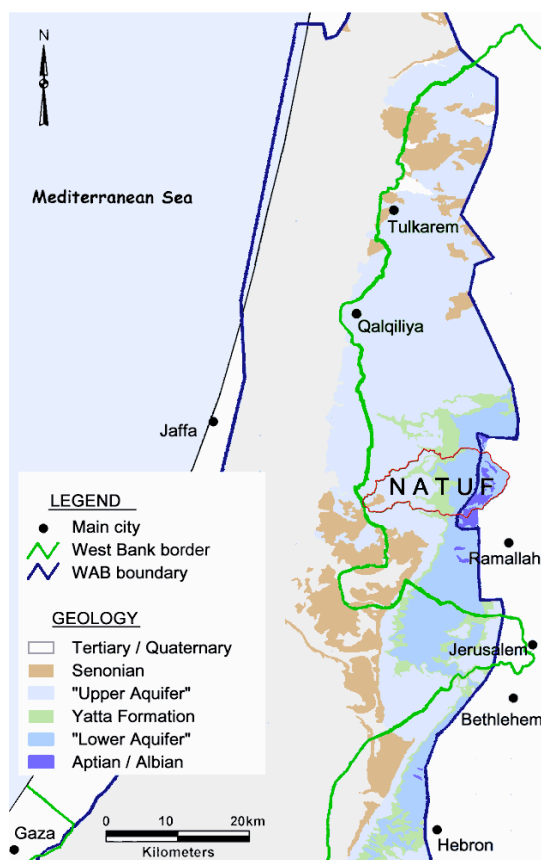 N
Mediterranean Sea
Tulkarem
Qalqiliya
Jaffa
NATUF
LEGEND
Main city
West Bank border
WAB boundary
Ramallah
GEOLOGY
Tertiary / Quaternary
Senonian
"Upper Aquifer"
Yatta Formation
"Lower Aquifer"
Aptian / Albian
Jerusalem
Bethlehem
0 10 20km
Kilometers
Gaza
Hebron